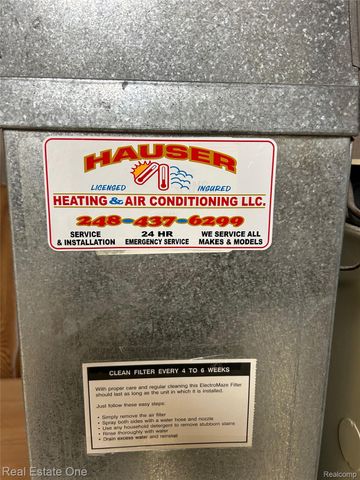 HAUSER
LICENSED INSURED
HEATING & AIR CONDITIONING LLC.
248-437-6299
SERVICE & INSTALLATION
24 HR EMERGENCY SERVICE
WE SERVICE ALL MAKES & MODELS
CLEAN FILTER EVERY 4 TO 6 WEEKS
With proper care and regular cleaning this ElectroMaze Filter
should last as long as the unit in which it is installed.
Just follow these easy steps:
• Simply remove the air filter
• Spray both sides with a water hose and nozzle
• Use any household detergent to remove stubborn stains
• Rinse thoroughly with water
• Drain excess water and reinstall
Real Estate One
Realcomp